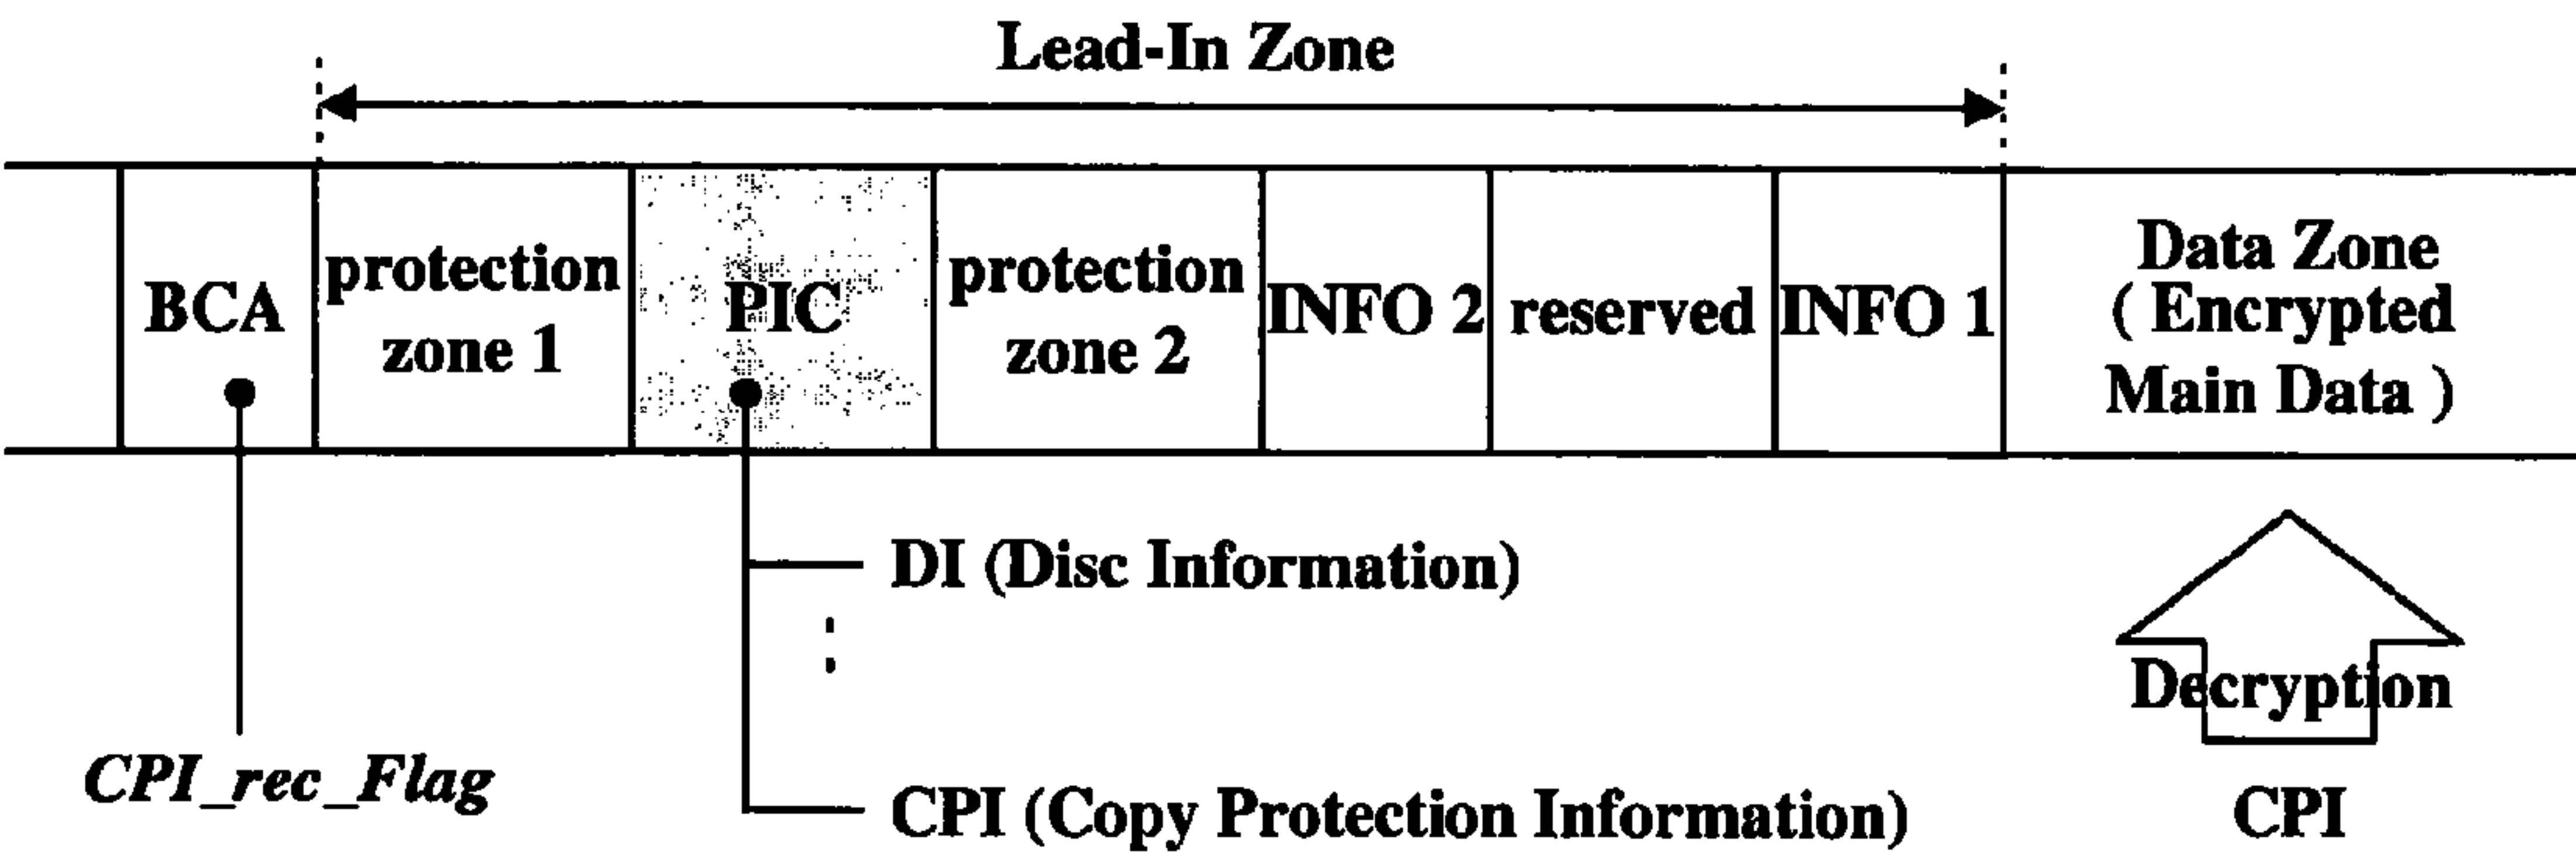 Lead-In Zone
BCA
protection
zone 1
PIC
protection
zone 2
INFO 2
reserved
INFO 1
Data Zone
( Encrypted
Main Data )
DI (Disc Information)
CPI_rec_Flag
CPI (Copy Protection Information)
Decryption
CPI